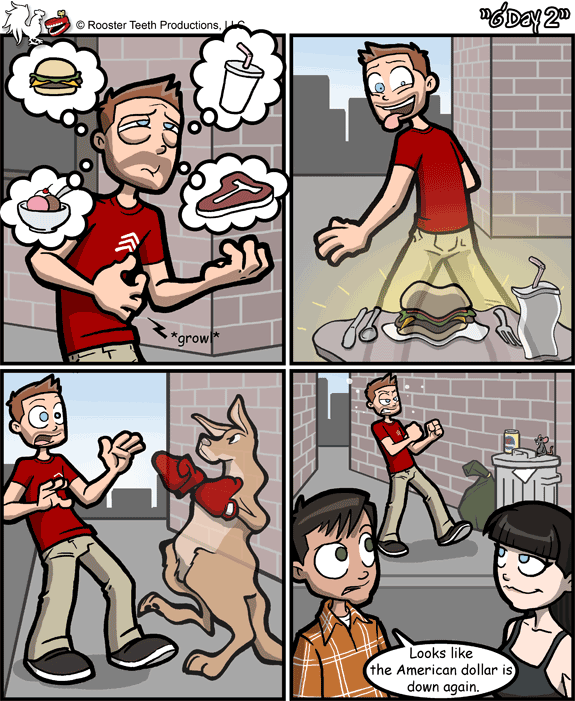 © Rooster Teeth Productions, LLC
"G'Day 2"
*growl*
Looks like
the American dollar is
down again.